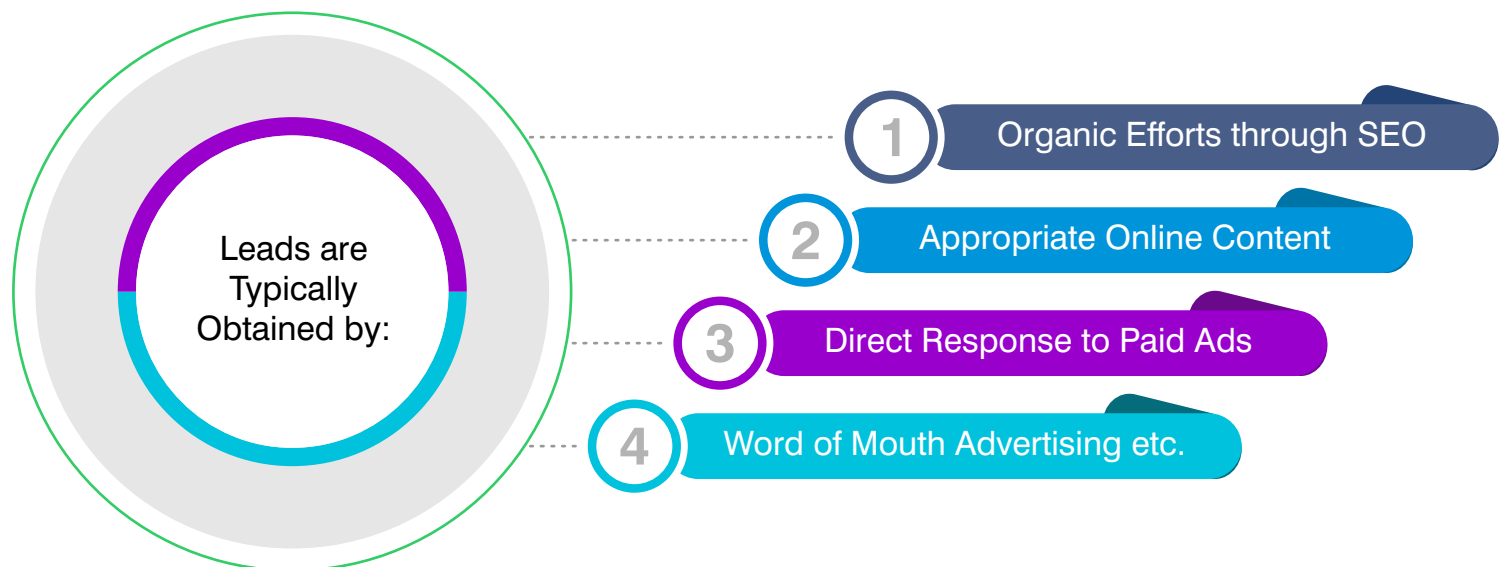 Leads are
Typically
Obtained by:
1 Organic Efforts through SEO
2 Appropriate Online Content
3 Direct Response to Paid Ads
4 Word of Mouth Advertising etc.